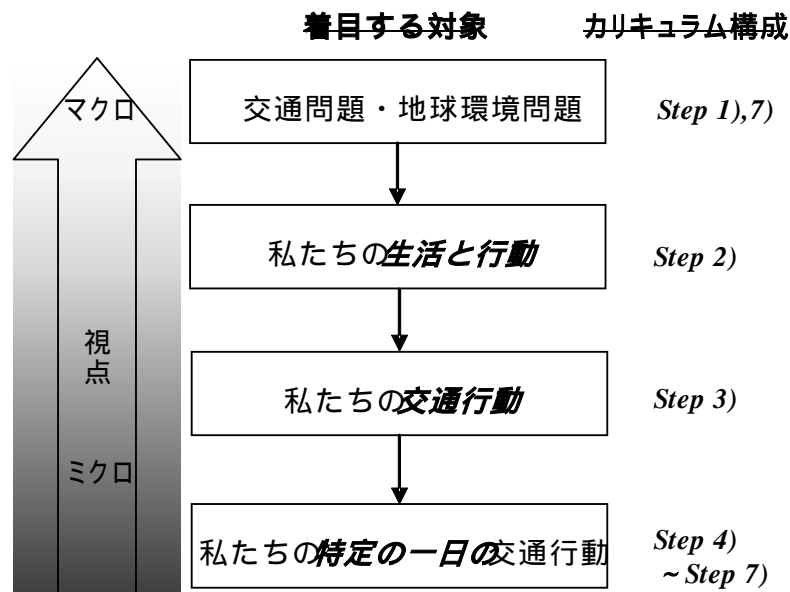 着目する対象 カリキュラム構成
マクロ
交通問題・地球環境問題
Step 1),7)
私たちの生活と行動
Step 2)
視点
私たちの交通行動
Step 3)
ミクロ
私たちの特定の一日の交通行動
Step 4)
~Step 7)